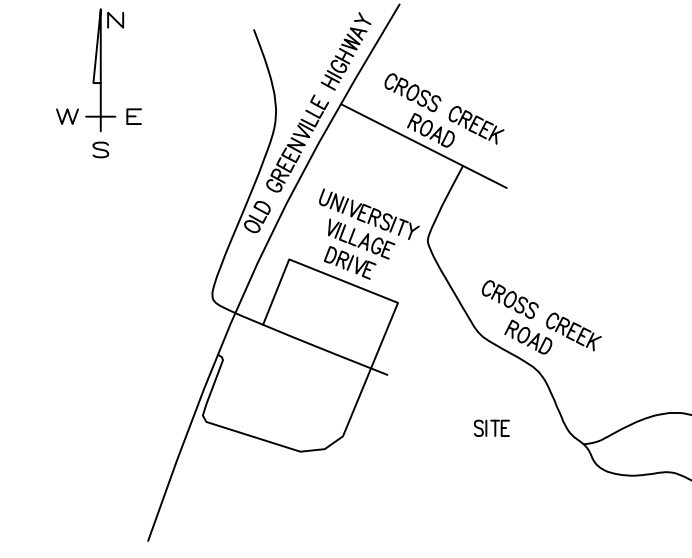 N
W E
S
OLD GREENVILLE HIGHWAY
CROSS CREEK
ROAD
UNIVERSITY
VILLAGE
DRIVE
CROSS CREEK
ROAD
SITE